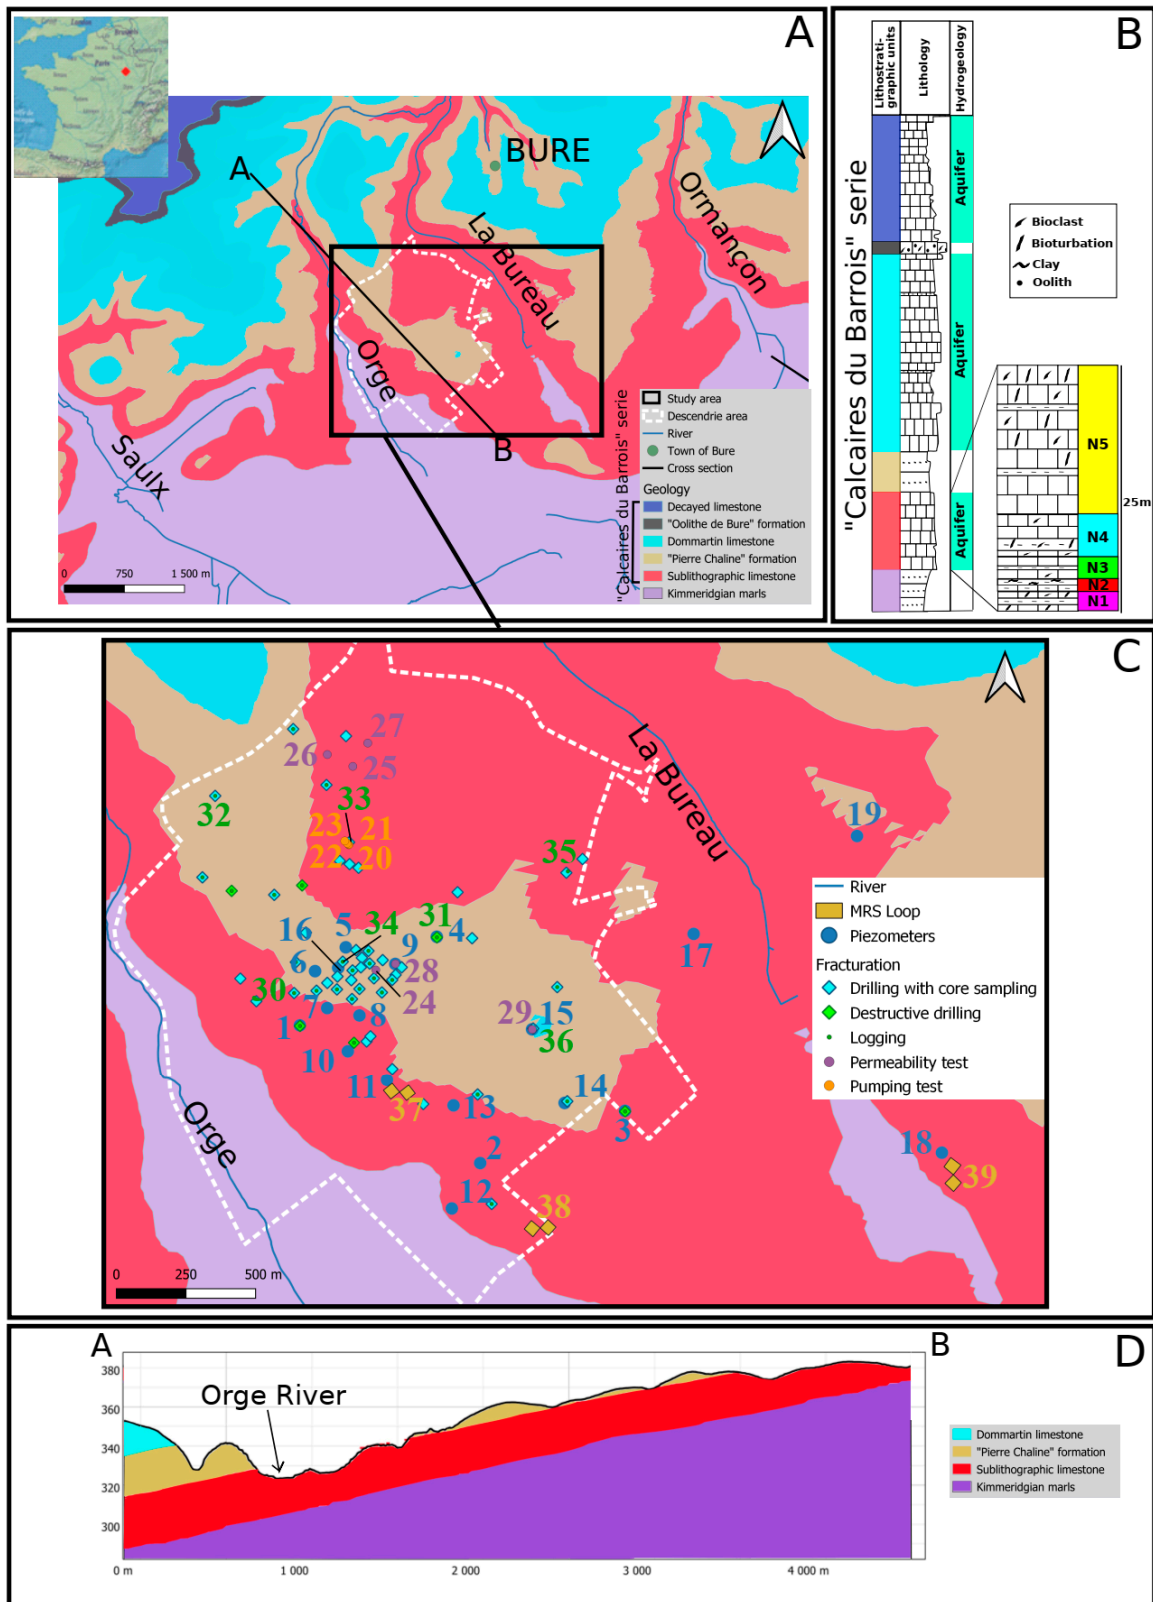 A
BURE
A
La Bureau
Ormançon
Orge
B
Saulx
Study area
Descendrie area
River
Town of Bure
Cross section
Geology
Decayed limestone
"Oolithe de Bure" formation
Dommartin limestone
"Pierre Chaline" formation
Sublithographic limestone
Kimmeridgian marls
"Calcaires du Barrois" serie
0 750 1 500 m
B
Lithostrati-
graphic units
Lithology
Hydrogeology
"Calcaires du Barrois" serie
Aquifer
Aquifer
Aquifer
Bioclast
Bioturbation
Clay
Oolith
N5
N4
N3
N2
N1
25m
C
La Bureau
Orge
27
26
25
33
32
23
21
22
20
19
35
31
34
5
4
16
9
17
6
28
30
7
24
8
1
29
15
36
10
11
14
37
13
3
2
18
39
12
38
River
MRS Loop
Piezometers
Fracturation
Drilling with core sampling
Destructive drilling
Logging
Permeability test
Pumping test
0 250 500 m
D
A
B
Orge River
380
360
340
320
300
0 m 1 000 2 000 3 000 4 000 m
Dommartin limestone
"Pierre Chaline" formation
Sublithographic limestone
Kimmeridgian marls